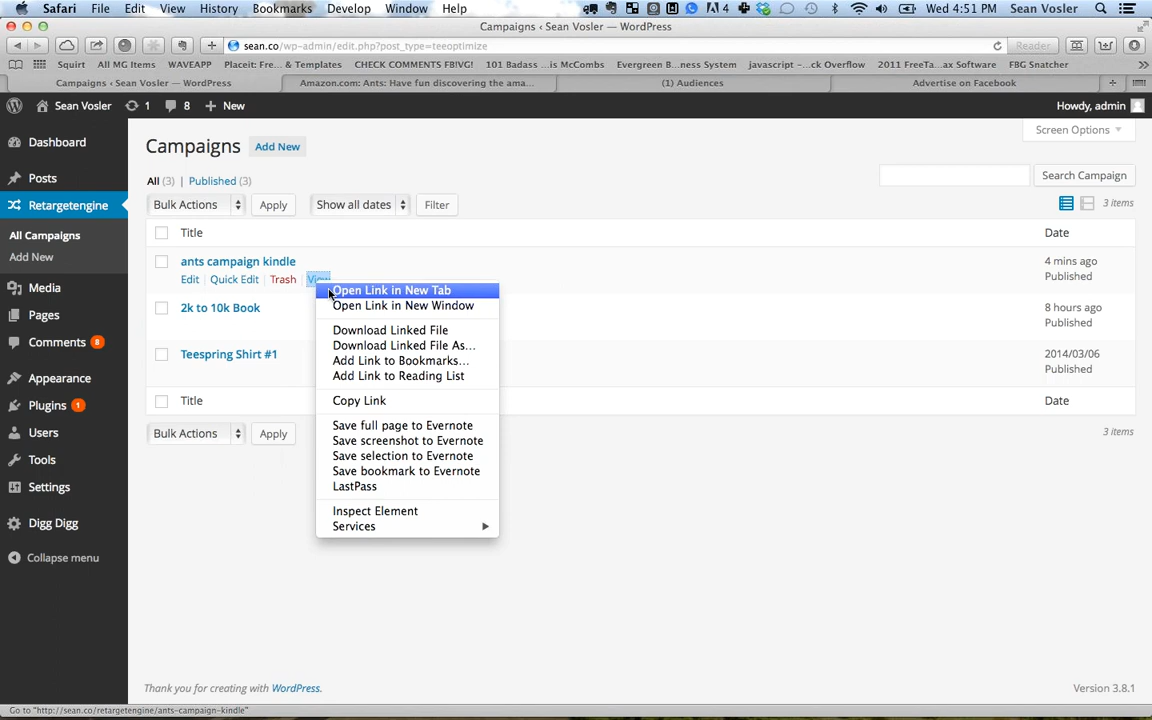 Safari File Edit View History Bookmarks Develop Window Help 4 Wed 4:51 PM Sean Vosler
Campaigns ‹ Sean Vosler — WordPress
sean.co/wp-admin/edit.php?post_type=teeoptimize Reader
Squirt All MG Items WAVEAPP Placeit: Fre... & Templates CHECK COMMENTS FBIVG! 101 Badass ...is McCombs Evergreen B...ness System javascript -...ck Overflow 2011 FreeTa...ax Software FBG Snatcher
Campaigns ‹ Sean Vosler — WordPress Amazon.com: Ants: Have fun discovering the ama... (1) Audiences Advertise on Facebook
Sean Vosler 1 8 + New Howdy, admin
Dashboard
Posts
Retargetengine
All Campaigns
Add New
Media
Pages
Comments 8
Appearance
Plugins 1
Users
Tools
Settings
Digg Digg
Collapse menu
Screen Options
Campaigns Add New
All (3) | Published (3)
Search Campaign
Bulk Actions Apply Show all dates Filter 3 items
Title Date
ants campaign kindle 4 mins ago
Edit | Quick Edit | Trash | View Published
2k to 10k Book 8 hours ago
Published
Teespring Shirt #1 2014/03/06
Published
Title Date
Bulk Actions Apply 3 items
Open Link in New Tab
Open Link in New Window
Download Linked File
Download Linked File As...
Add Link to Bookmarks...
Add Link to Reading List
Copy Link
Save full page to Evernote
Save screenshot to Evernote
Save selection to Evernote
Save bookmark to Evernote
LastPass
Inspect Element
Services
Thank you for creating with WordPress. Version 3.8.1
Go to "http://sean.co/retargetengine/ants-campaign-kindle"